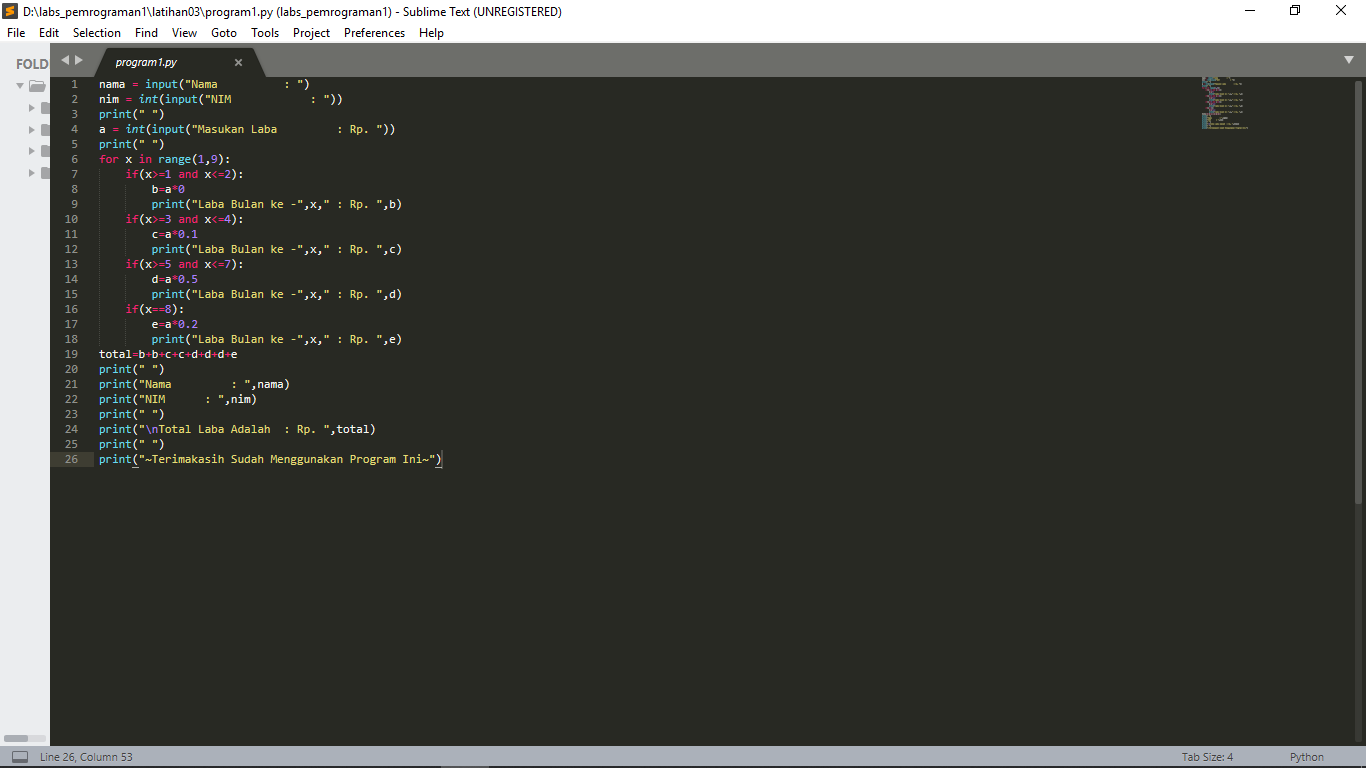 D:\labs_pemrograman1\latihan03\program1.py (labs_pemrograman1) - Sublime Text (UNREGISTERED)
File Edit Selection Find View Goto Tools Project Preferences Help
FOLD
program1.py
1 nama = input("Nama          : ")
2 nim = int(input("NIM            : "))
3 print(" ")
4 a = int(input("Masukan Laba         : Rp. "))
5 print(" ")
6 for x in range(1,9):
7     if(x>=1 and x<=2):
8         b=a*0
9         print("Laba Bulan ke -",x," : Rp. ",b)
10     if(x>=3 and x<=4):
11         c=a*0.1
12         print("Laba Bulan ke -",x," : Rp. ",c)
13     if(x>=5 and x<=7):
14         d=a*0.5
15         print("Laba Bulan ke -",x," : Rp. ",d)
16     if(x==8):
17         e=a*0.2
18         print("Laba Bulan ke -",x," : Rp. ",e)
19 total=b+b+c+c+d+d+d+e
20 print(" ")
21 print("Nama         : ",nama)
22 print("NIM      : ",nim)
23 print(" ")
24 print("\nTotal Laba Adalah  : Rp. ",total)
25 print(" ")
26 print("~Terimakasih Sudah Menggunakan Program Ini~")
Line 26, Column 53
Tab Size: 4
Python